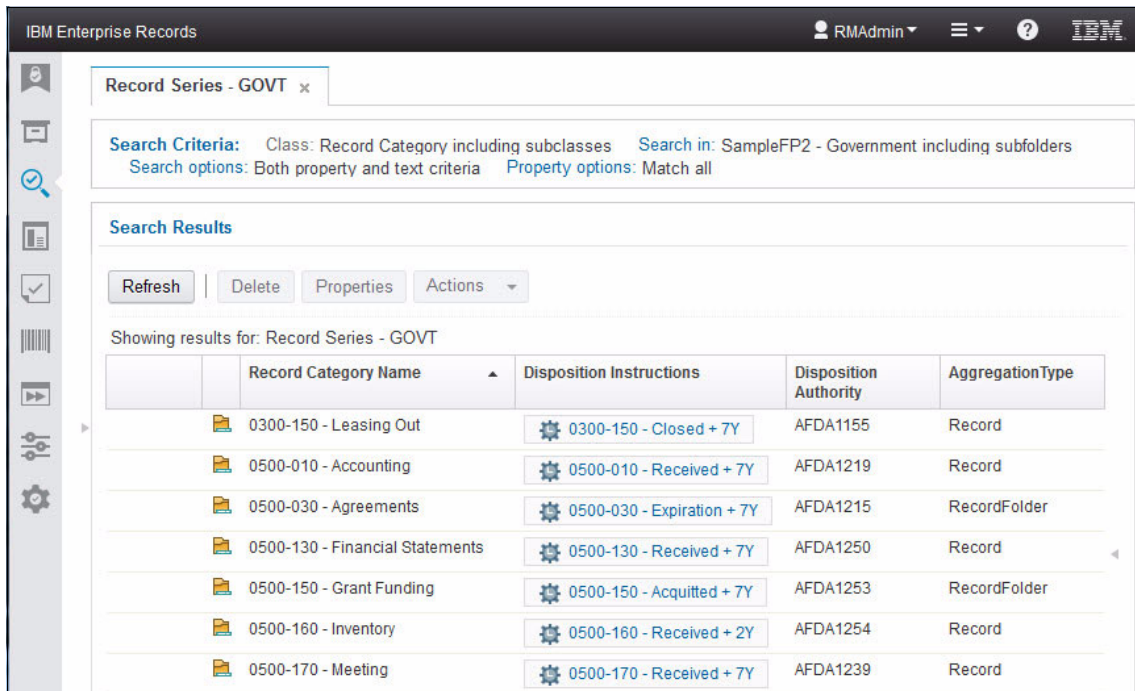 IBM Enterprise Records
RMAdmin
?
IBM
Record Series - GOVT x
Search Criteria: Class: Record Category including subclasses Search in: SampleFP2 - Government including subfolders
Search options: Both property and text criteria Property options: Match all
Search Results
Refresh Delete Properties Actions
Showing results for: Record Series - GOVT
Record Category Name Disposition Instructions Disposition Authority AggregationType
0300-150 - Leasing Out 0300-150 - Closed + 7Y AFDA1155 Record
0500-010 - Accounting 0500-010 - Received + 7Y AFDA1219 Record
0500-030 - Agreements 0500-030 - Expiration + 7Y AFDA1215 RecordFolder
0500-130 - Financial Statements 0500-130 - Received + 7Y AFDA1250 Record
0500-150 - Grant Funding 0500-150 - Acquitted + 7Y AFDA1253 RecordFolder
0500-160 - Inventory 0500-160 - Received + 2Y AFDA1254 Record
0500-170 - Meeting 0500-170 - Received + 7Y AFDA1239 Record